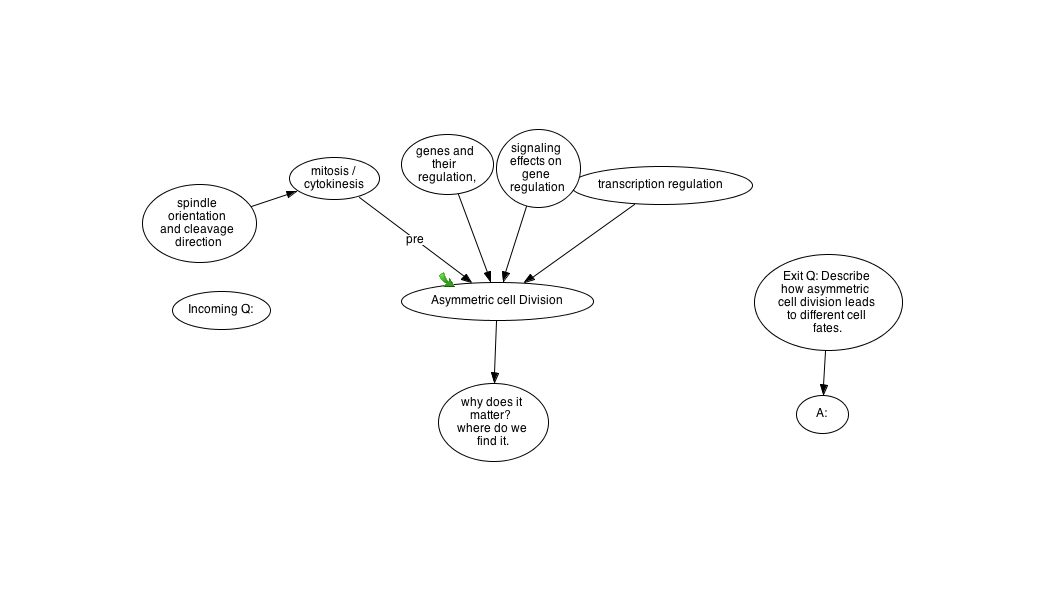 genes and
their
regulation,
signaling
effects on
gene
regulation
mitosis /
cytokinesis
transcription regulation
spindle
orientation
and cleavage
direction
pre
Incoming Q:
Asymmetric cell Division
Exit Q: Describe
how asymmetric
cell division leads
to different cell
fates.
why does it
matter?
where do we
find it.
A: